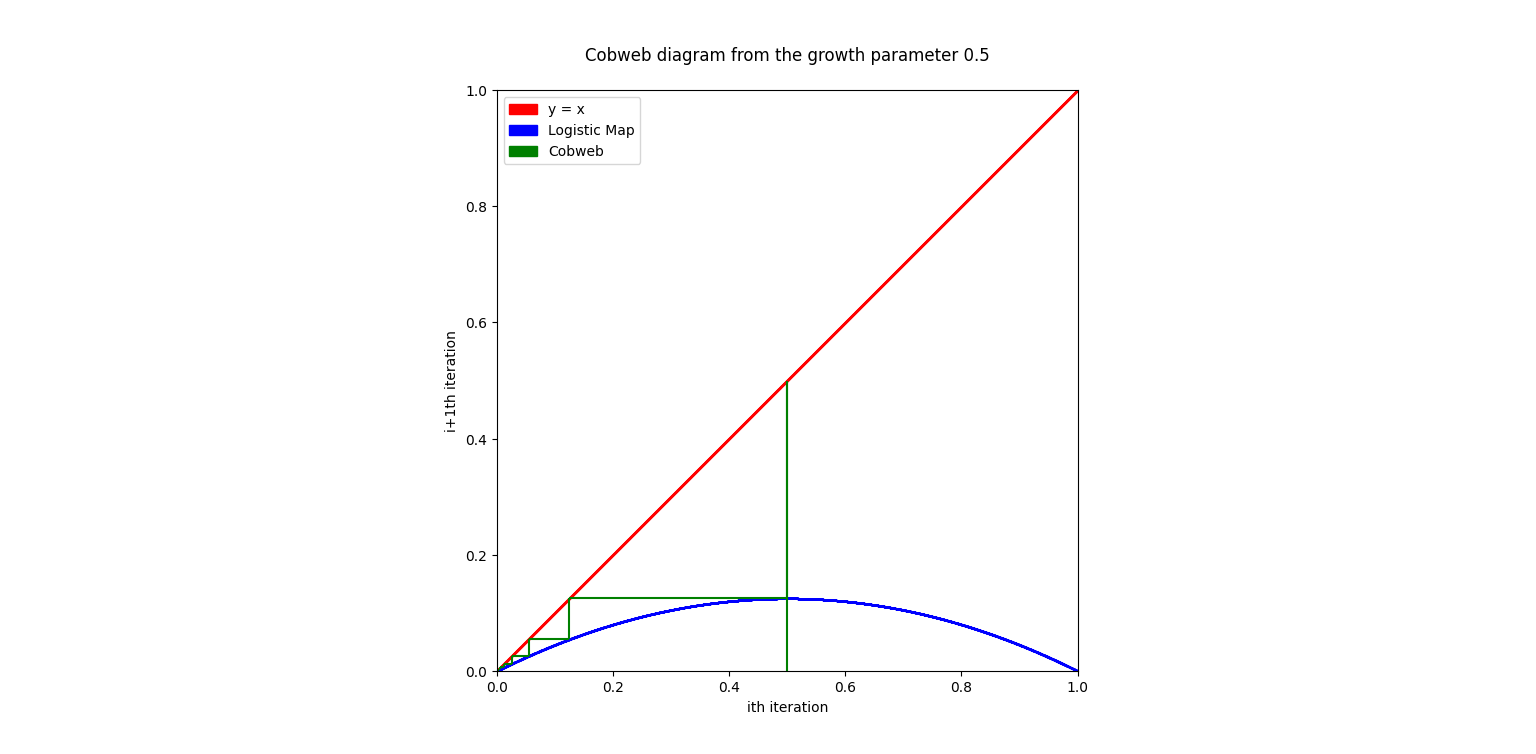 Cobweb diagram from the growth parameter 0.5
y = x
Logistic Map
Cobweb
1.0
0.8
0.6
0.4
0.2
0.0
i+1th iteration
0.0 0.2 0.4 0.6 0.8 1.0
ith iteration